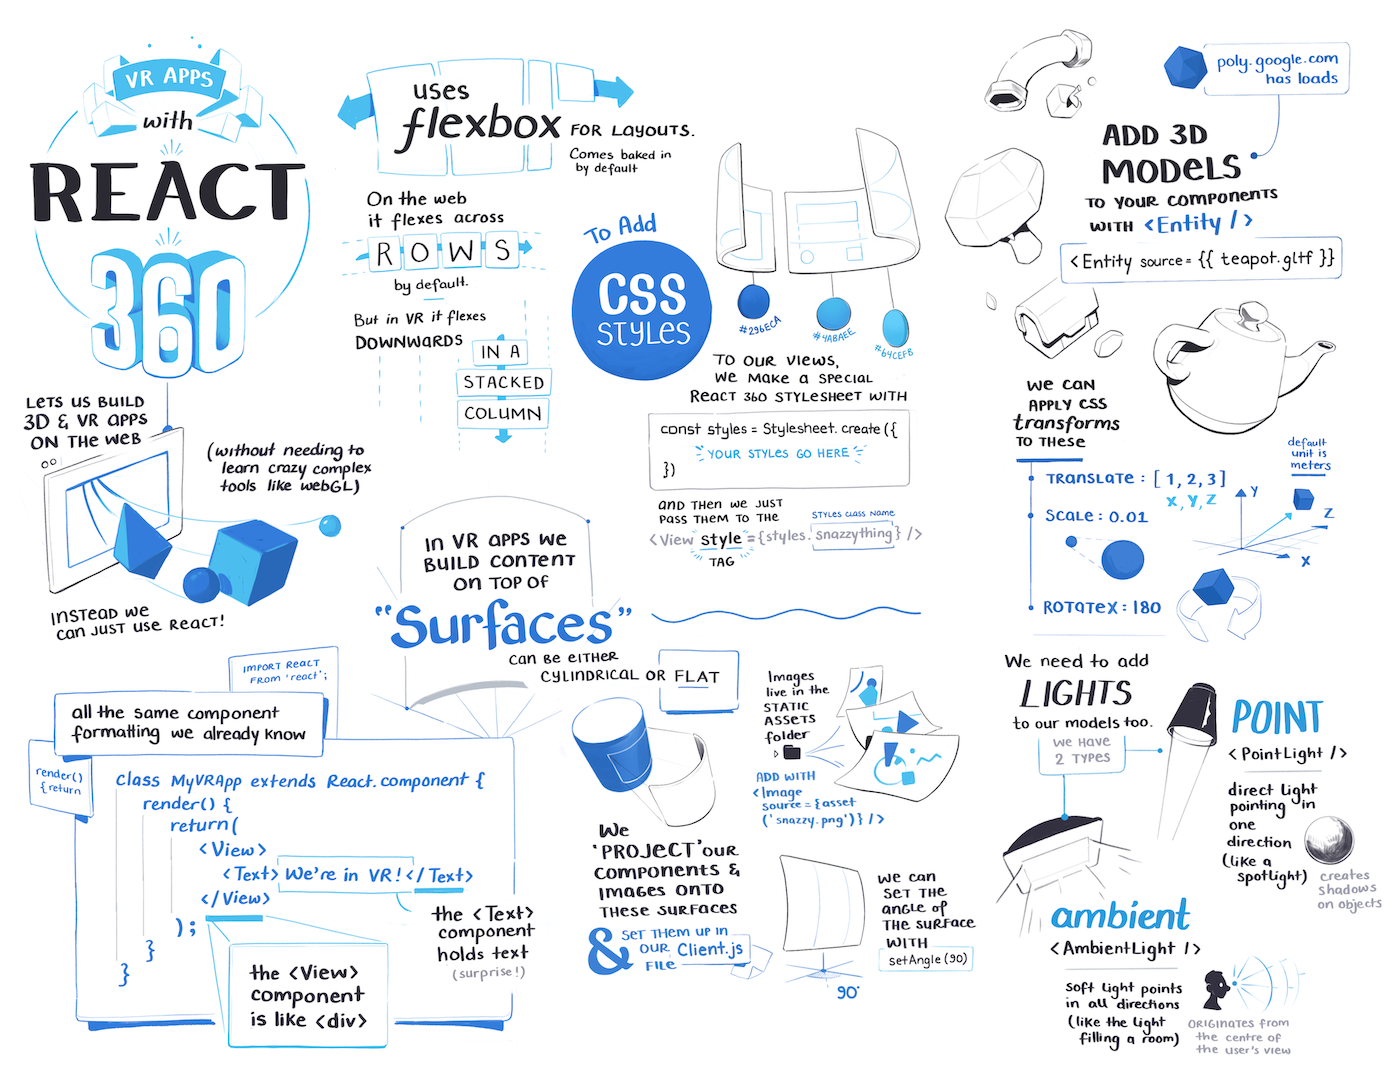 VR APPS
with
REACT
360
LETS US BUILD
3D & VR APPS
ON THE WEB
(without needing to
learn crazy complex
tools like webGL)
INSTEAD WE
CAN JUST USE REACT!
uses
flexbox
FOR LAYOUTS.
Comes baked in
by default
On the web
it flexes across
ROWS
by default.
But in VR it flexes
DOWNWARDS
IN A
STACKED
COLUMN
To Add
CSS
STYLES
#296ECA
#4ABAEE
#64CEFB
TO OUR VIEWS,
WE MAKE A SPECIAL
REACT 360 STYLESHEET WITH
const styles = Stylesheet.create({
YOUR STYLES GO HERE
})
AND THEN WE JUST
PASS THEM TO THE
STYLES CLASS NAME
<View style={styles.snazzything} />
TAG
IN VR APPS WE
BUILD CONTENT
ON TOP OF
"Surfaces"
CAN BE EITHER
CYLINDRICAL OR FLAT
IMPORT REACT
FROM 'react';
all the same component
formatting we already know
render()
{return
class MyVRApp extends React.component {
render() {
return(
<View>
<Text> We're in VR! </Text>
</View>
);
}
}
the <View>
component
is like <div>
the <Text>
component
holds text
(surprise!)
We
'PROJECT' OUR
COMPONENTS &
IMAGES ONTO
THESE SURFACES
& SET THEM UP IN
OUR Client.js
FILE
Images
live in the
STATIC
ASSETS
folder
ADD WITH
<Image
source = {asset
('snazzy.png')} />
90°
WE CAN
SET THE
ANGLE OF
THE SURFACE
WITH
setAngle(90)
poly.google.com
has loads
ADD 3D
MODELS
TO YOUR COMPONENTS
WITH <Entity />
<Entity source= {{ teapot.gltf }}
WE CAN
APPLY CSS
transforms
TO THESE
TRANSLATE : [1, 2, 3]
X, Y, Z
SCALE: 0.01
ROTATEX: 180
default
unit is
meters
Y
Z
X
We need to add
LIGHTS
to our models too.
WE HAVE
2 TYPES
POINT
<PointLight />
direct light
pointing in
one
direction
(like a
spotlight)
creates
shadows
on objects
ambient
<AmbientLight />
soft light points
in all directions
(like the light
filling a room)
ORIGINATES FROM
the centre of
the user's view